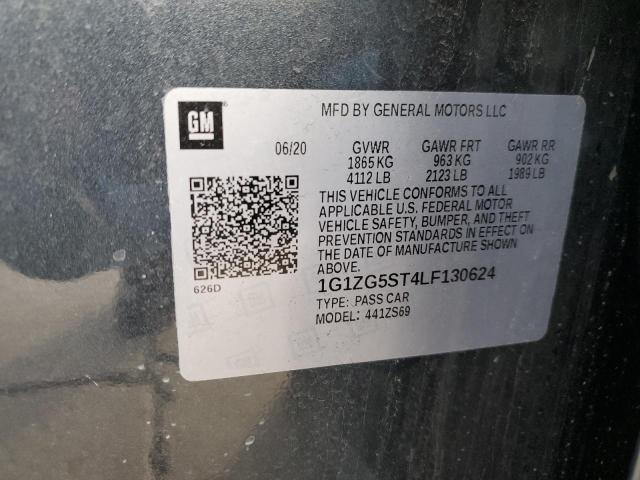 GM
MFD BY GENERAL MOTORS LLC
06/20 GVWR GAWR FRT GAWR RR
1865 KG 963 KG 902 KG
4112 LB 2123 LB 1989 LB
THIS VEHICLE CONFORMS TO ALL
APPLICABLE U.S. FEDERAL MOTOR
VEHICLE SAFETY, BUMPER, AND THEFT
PREVENTION STANDARDS IN EFFECT ON
THE DATE OF MANUFACTURE SHOWN
ABOVE.
626D
1G1ZG5ST4LF130624
TYPE: PASS CAR
MODEL: 441ZS69